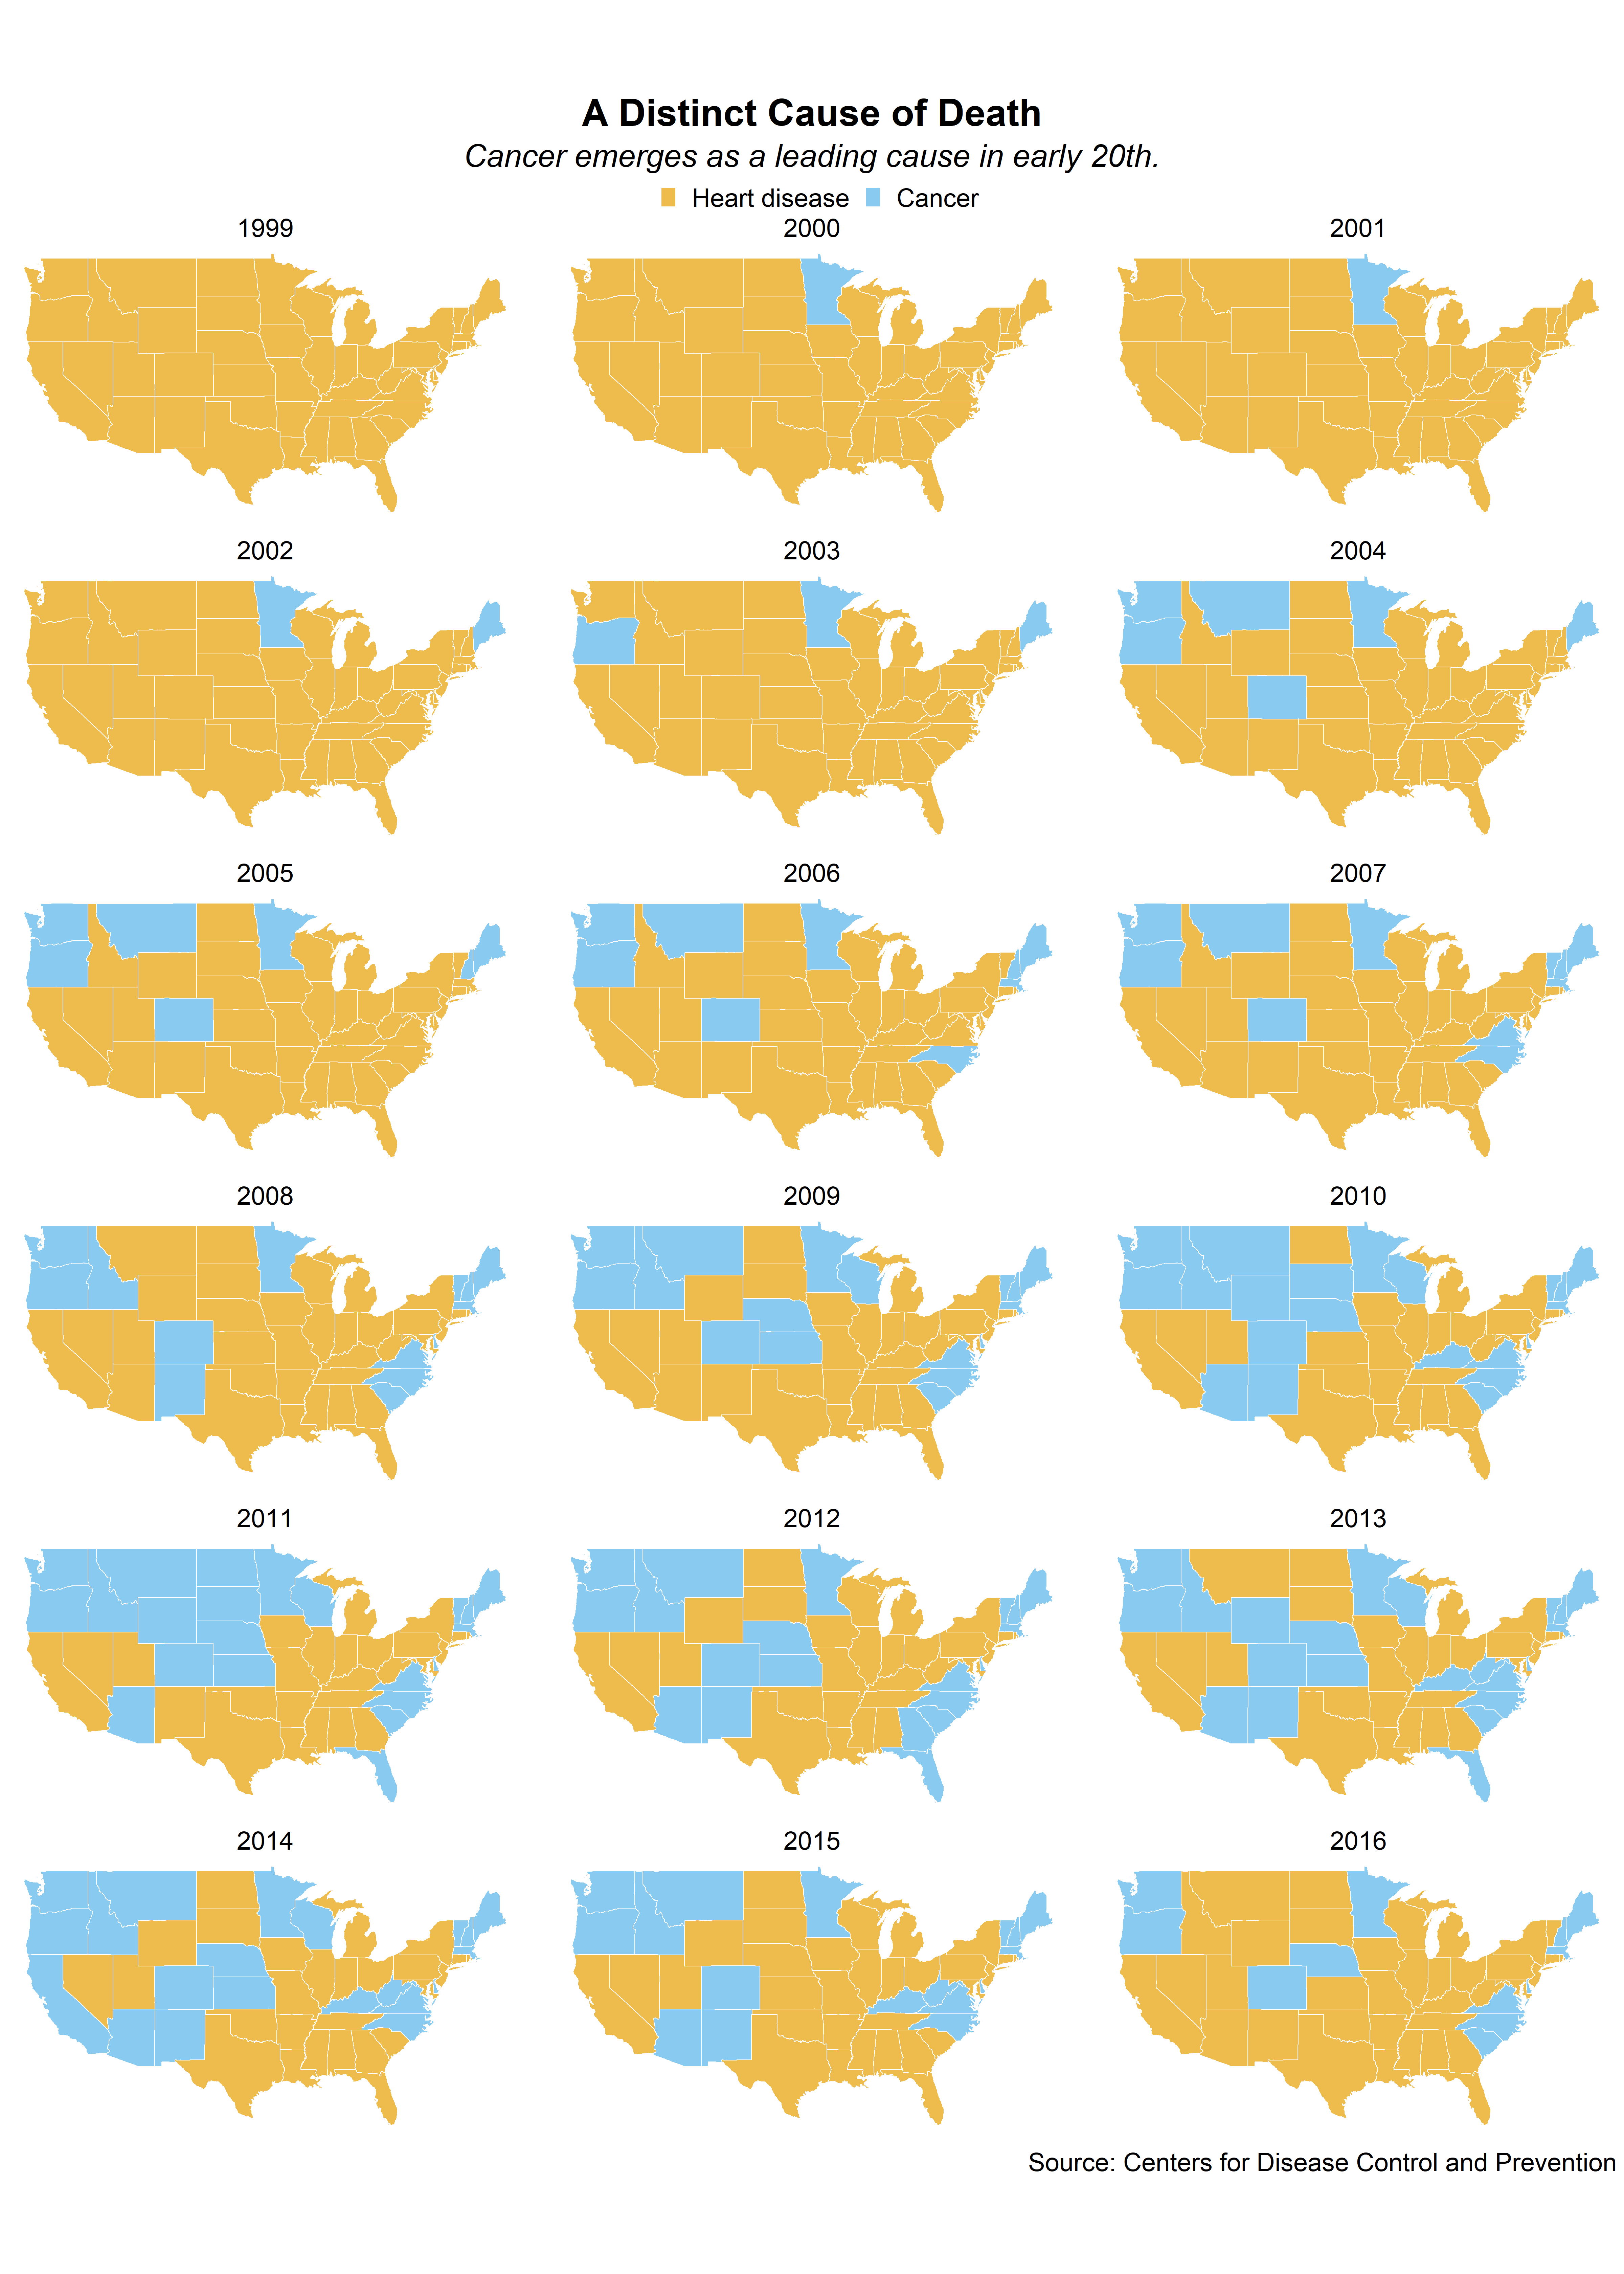 A Distinct Cause of Death
Cancer emerges as a leading cause in early 20th.
Heart disease Cancer
1999 2000 2001
2002 2003 2004
2005 2006 2007
2008 2009 2010
2011 2012 2013
2014 2015 2016
Source: Centers for Disease Control and Prevention